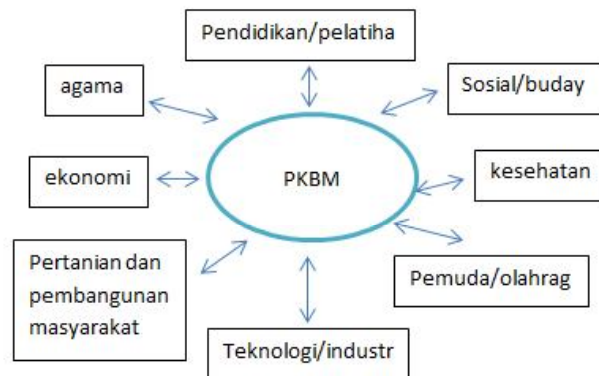 Pendidikan/pelatiha
agama
Sosial/buday
ekonomi
PKBM
kesehatan
Pertanian dan
pembangunan
masyarakat
Pemuda/olahrag
Teknologi/industr